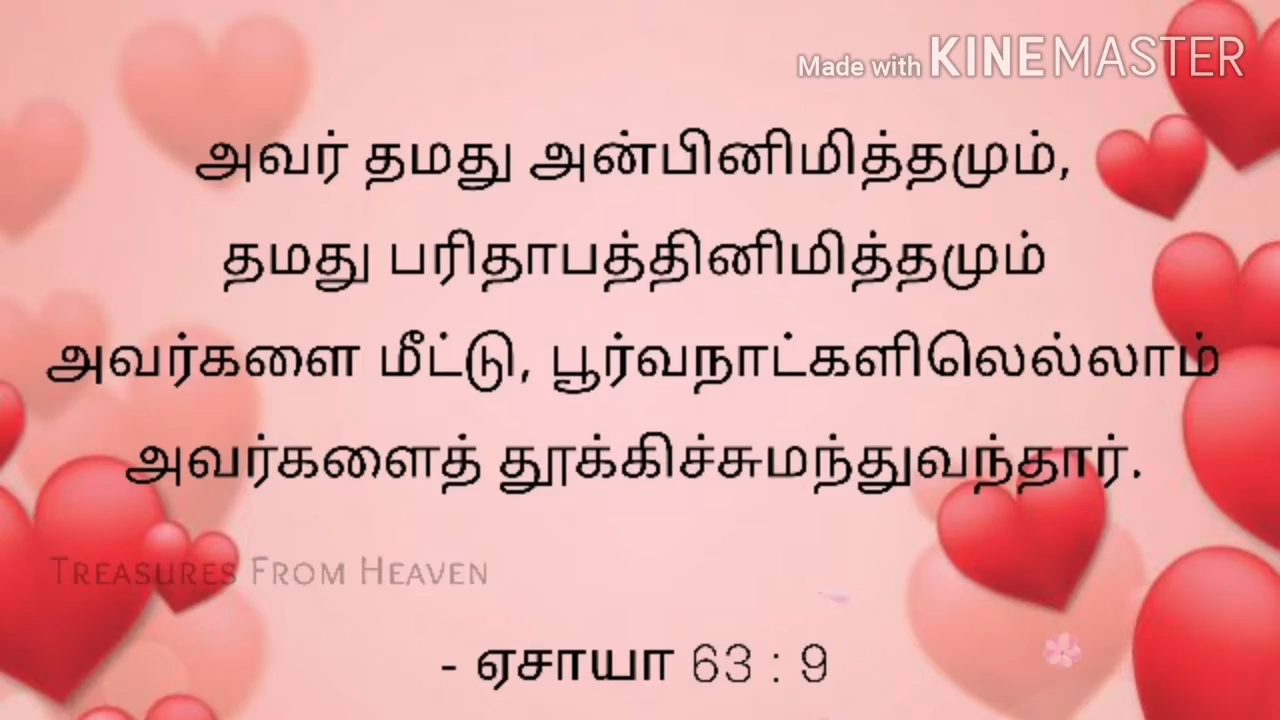 Made with KINEMASTER
அவர் தமது அன்பினிமித்தமும்,
தமது பரிதாபத்தினிமித்தமும்
அவர்களை மீட்டு, பூர்வநாட்களிலெல்லாம்
அவர்களைத் தூக்கிச்சுமந்துவந்தார்.
TREASURES FROM HEAVEN
- ஏசாயா 63 : 9